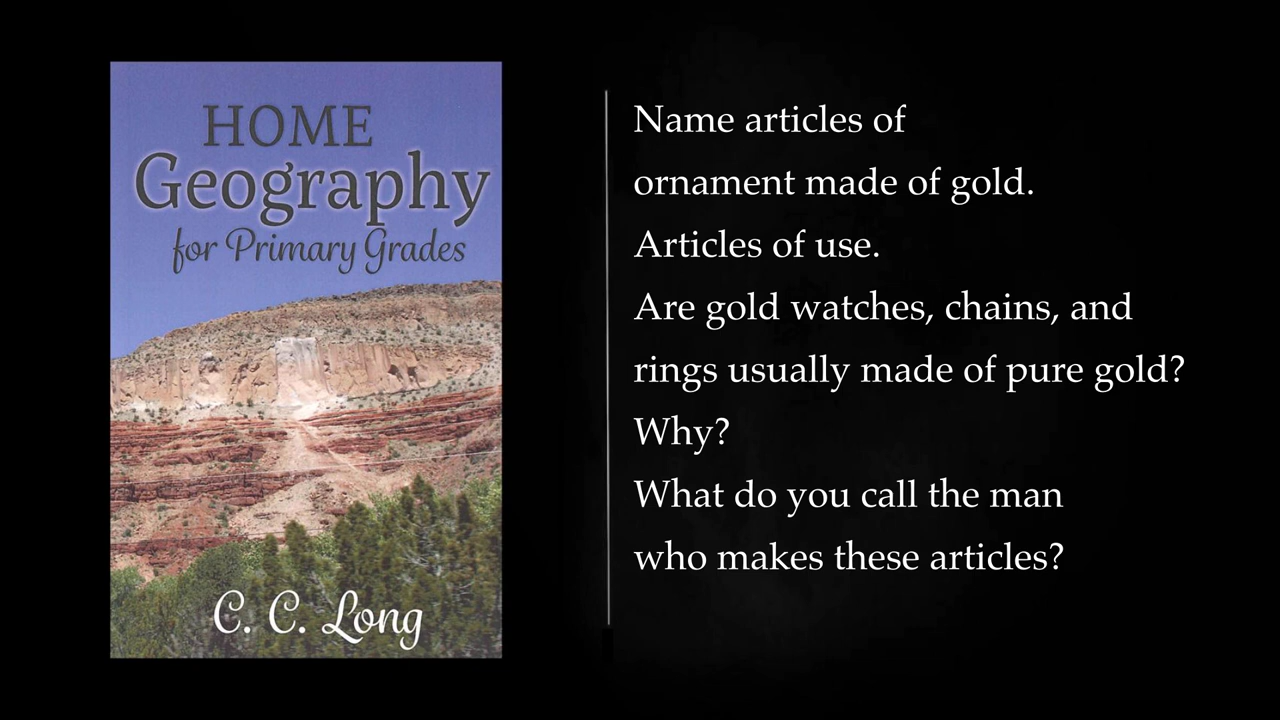 HOME
Geography
for Primary Grades
C. C. Long
Name articles of
ornament made of gold.
Articles of use.
Are gold watches, chains, and
rings usually made of pure gold?
Why?
What do you call the man
who makes these articles?